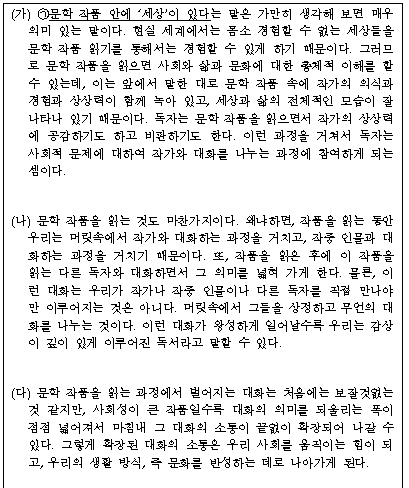 (가) ㉠문학 작품 안에 '세상'이 있다는 말은 가만히 생각해 보면 매우
의미 있는 말이다. 현실 세계에서는 몸소 경험할 수 없는 세상들을
문학 작품 읽기를 통해서는 경험할 수 있게 하기 때문이다. 그러므
로 문학 작품을 읽으면 사회와 삶과 문화에 대한 총체적 이해를 할
수 있는데, 이는 앞에서 말한 대로 문학 작품 속에 작가의 의식과
경험과 상상력이 함께 녹아 있고, 세상과 삶의 전체적인 모습이 잘
나타나 있기 때문이다. 독자는 문학 작품을 읽으면서 작가의 상상력
에 공감하기도 하고 비판하기도 한다. 이런 과정을 거쳐서 독자는
사회적 문제에 대하여 작가와 대화를 나누는 과정에 참여하게 되는
셈이다.
(나) 문학 작품을 읽는 것도 마찬가지이다. 왜냐하면, 작품을 읽는 동안
우리는 머릿속에서 작가와 대화하는 과정을 거치고, 작중 인물과 대
화하는 과정을 거치기 때문이다. 또, 작품을 읽은 후에 이 작품을
읽는 다른 독자와 대화하면서 그 의미를 넓혀 가게 한다. 물론, 이
런 대화는 우리가 작가나 작중 인물이나 다른 독자를 직접 만나야
만 이루어지는 것은 아니다. 머릿속에서 그들을 상정하고 무언의 대
화를 나누는 것이다. 이런 대화가 왕성하게 일어날수록 우리는 감상
이 깊이 있게 이루어진 독서라고 말할 수 있다.
(다) 문학 작품을 읽는 과정에서 벌어지는 대화는 처음에는 보잘것없는
것 같지만, 사회성이 큰 작품일수록 대화의 의미를 되울리는 폭이
점점 넓어져서 마침내 그 대화의 소통이 끝없이 확장되어 나갈 수
있다. 그렇게 확장된 대화의 소통은 우리 사회를 움직이는 힘이 되
고, 우리의 생활 방식, 즉 문화를 반성하는 데로 나아가게 된다.